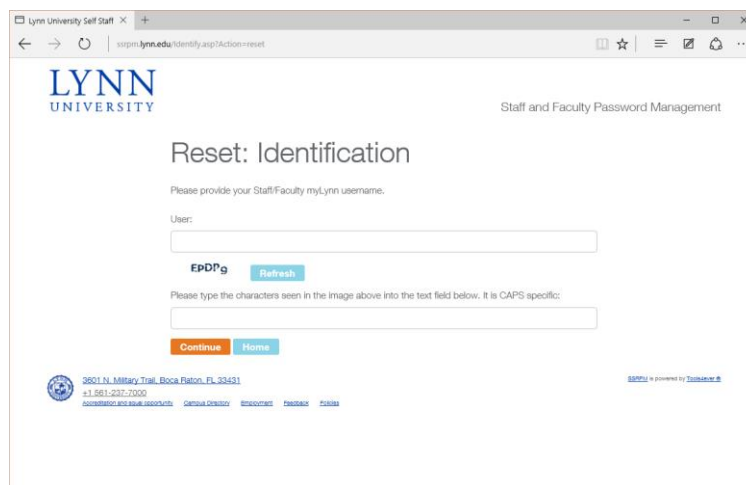 Lynn University Self Staff
ssrpm.lynn.edu/Identify.asp?Action=reset
LYNN
UNIVERSITY
Staff and Faculty Password Management
Reset: Identification
Please provide your Staff/Faculty myLynn username.
User:
EpDPg
Refresh
Please type the characters seen in the image above into the text field below. It is CAPS specific:
Continue Home
3601 N. Military Trail, Boca Raton, FL 33431
+1 561-237-7000
Accreditation and equal opportunity Campus Directory Employment Feedback Policies
is powered by Tools4ever ®